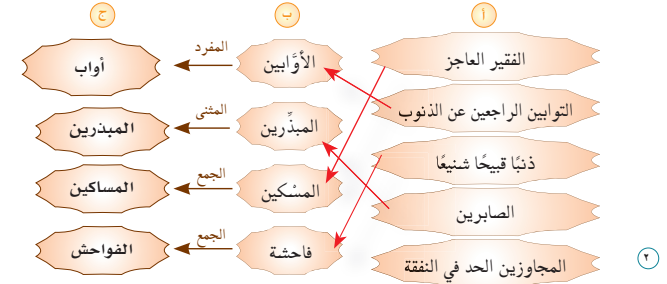 أ ب ج
الفقير العاجز
التوابين الراجعين عن الذنوب
ذنبًا قبيحًا شنيعًا
الصابرين
المجاوزين الحد في النفقة
الأوَّابين
المبذِّرين
المسْكين
فاحشة
المفرد
المثنى
الجمع
الجمع
أواب
المبذرين
المساكين
الفواحش
٢